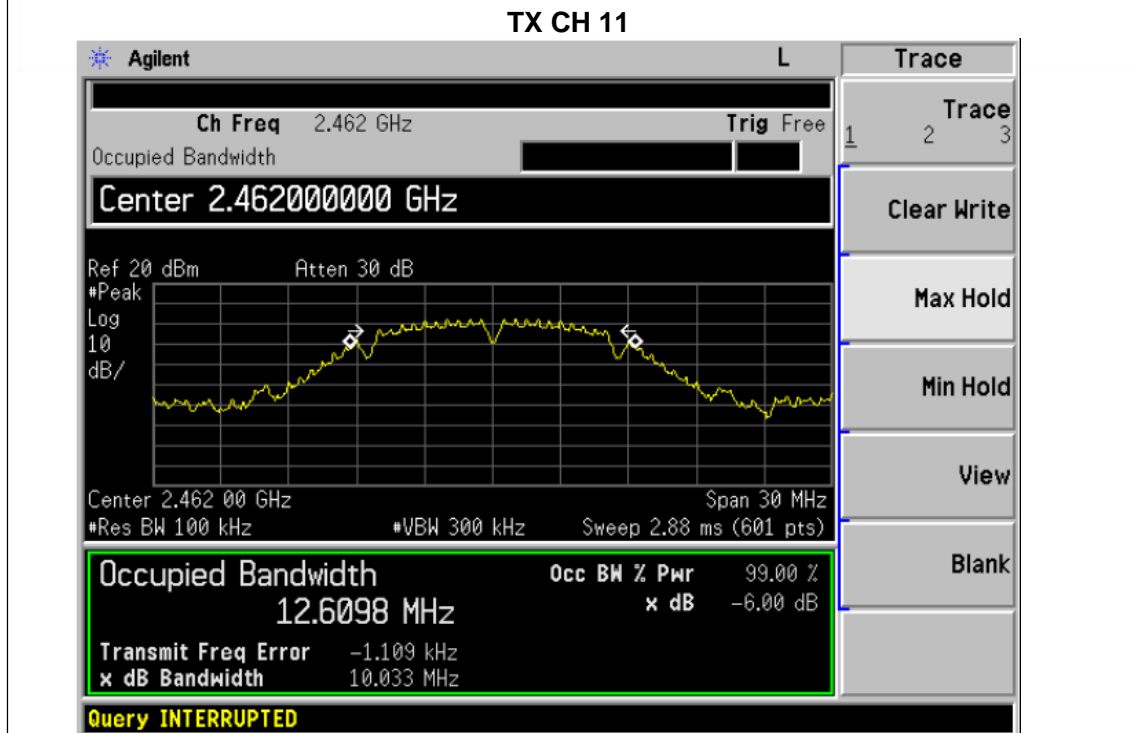 TX CH 11
Agilent L Trace
Ch Freq 2.462 GHz Trig Free
Occupied Bandwidth
Center 2.462000000 GHz
Ref 20 dBm Atten 30 dB
#Peak
Log
10
dB/
Center 2.462 00 GHz Span 30 MHz
#Res BW 100 kHz #VBW 300 kHz Sweep 2.88 ms (601 pts)
Occupied Bandwidth Occ BW % Pwr 99.00 %
12.6098 MHz x dB -6.00 dB
Transmit Freq Error -1.109 kHz
x dB Bandwidth 10.033 MHz
Query INTERRUPTED
Trace
1 2 3
Clear Write
Max Hold
Min Hold
View
Blank